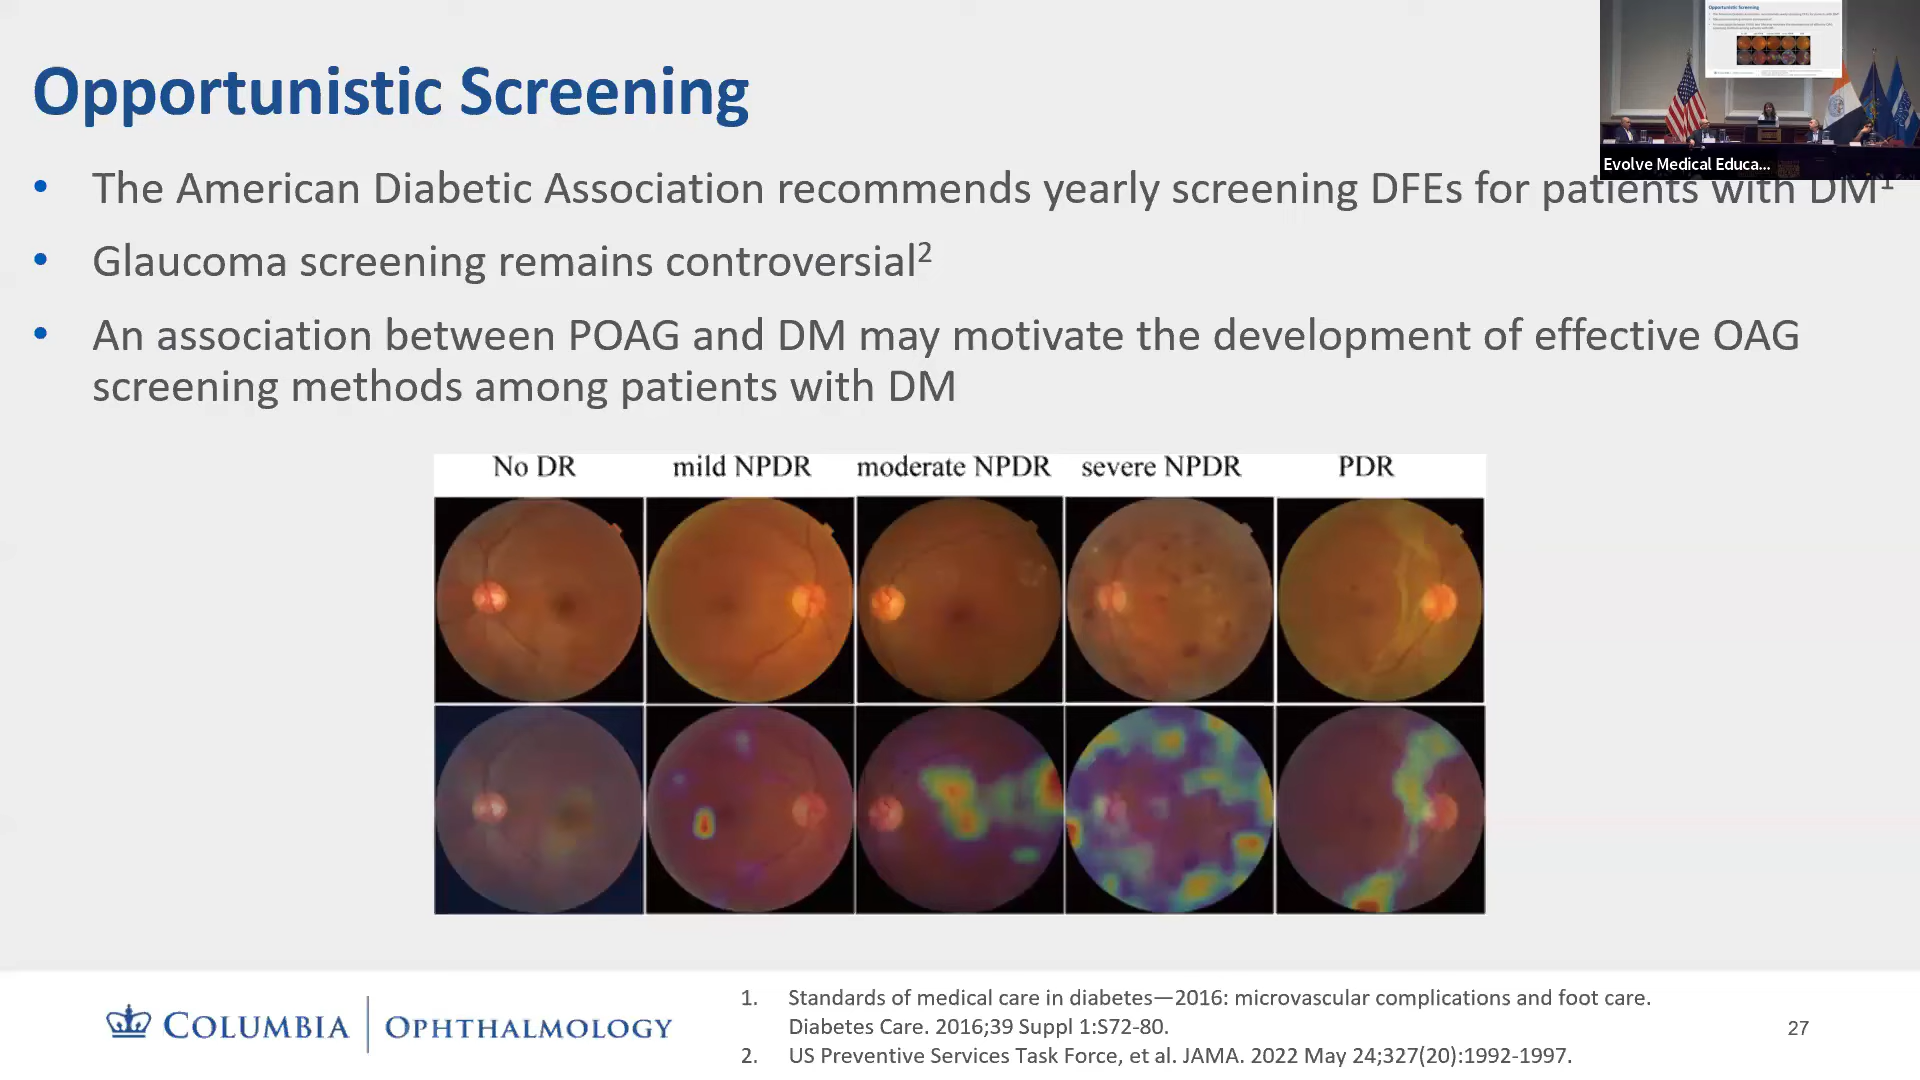 Opportunistic Screening
Evolve Medical Educa...
• The American Diabetic Association recommends yearly screening DFEs for patients with DM1
• Glaucoma screening remains controversial2
• An association between POAG and DM may motivate the development of effective OAG
screening methods among patients with DM
No DR mild NPDR moderate NPDR severe NPDR PDR
COLUMBIA | OPHTHALMOLOGY
1. Standards of medical care in diabetes—2016: microvascular complications and foot care.
Diabetes Care. 2016;39 Suppl 1:S72-80.
2. US Preventive Services Task Force, et al. JAMA. 2022 May 24;327(20):1992-1997.
27